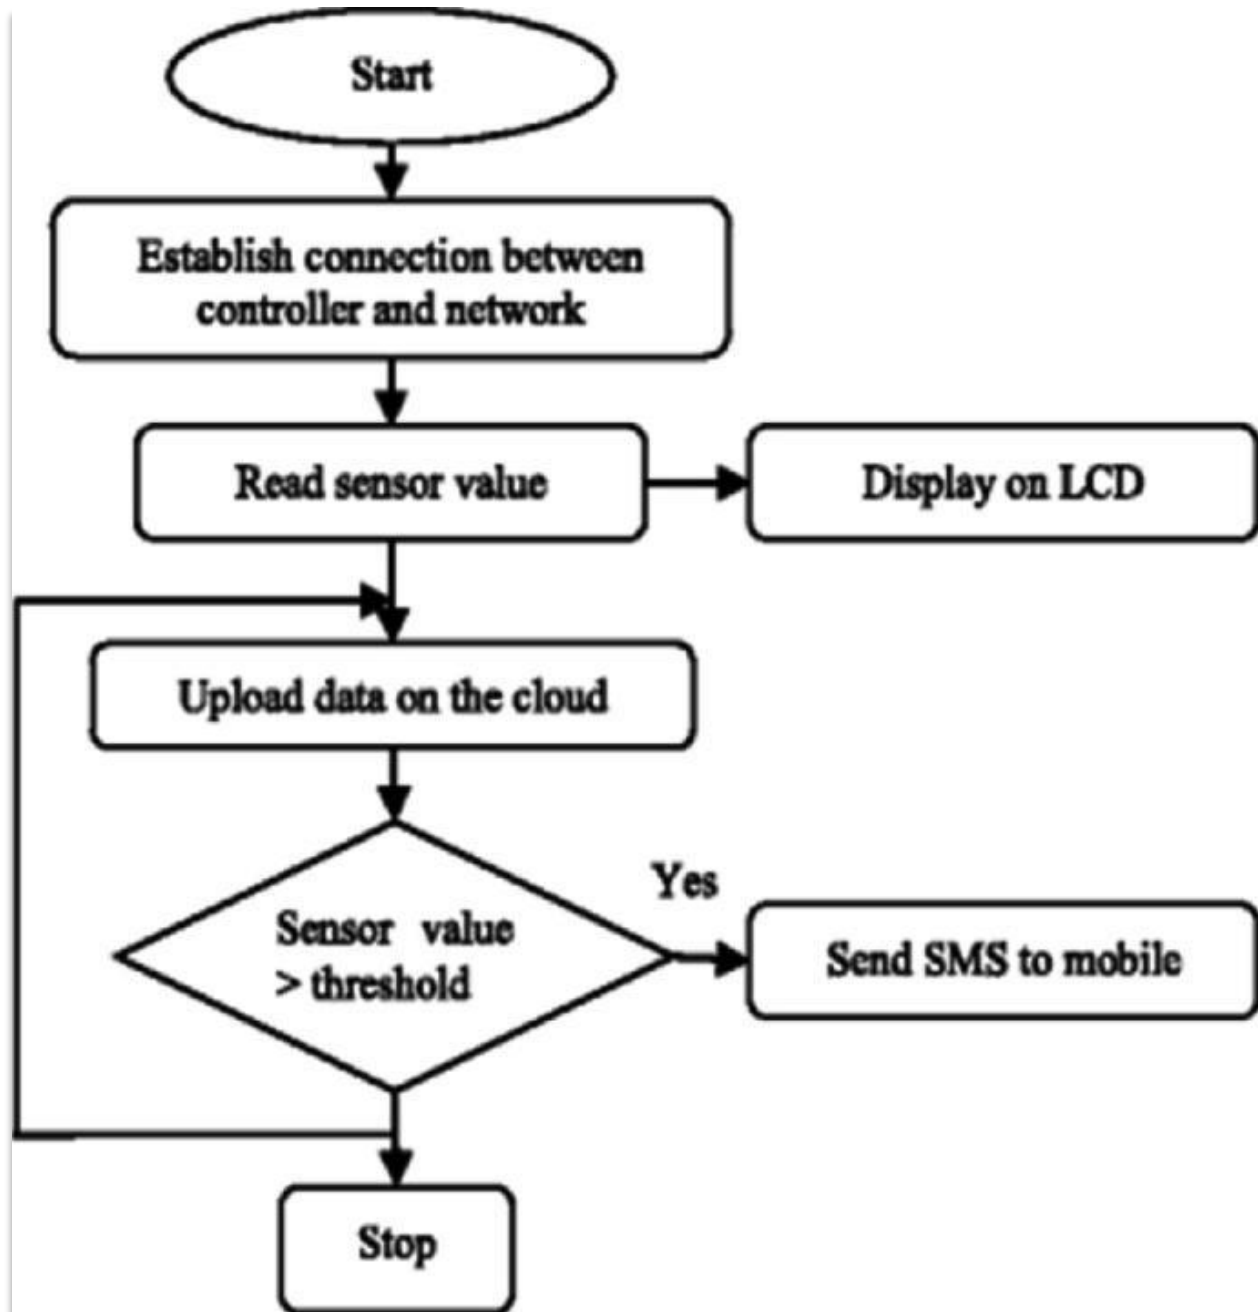 Start
Establish connection between
controller and network
Read sensor value
Display on LCD
Upload data on the cloud
Yes
Sensor value
> threshold
Send SMS to mobile
Stop